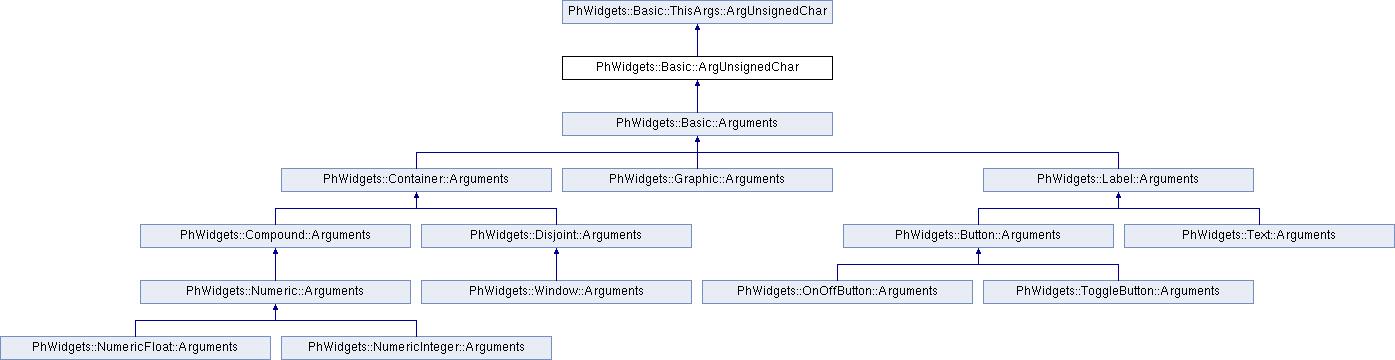 PhWidgets::Basic::ThisArgs::ArgUnsignedChar
PhWidgets::Basic::ArgUnsignedChar
PhWidgets::Basic::Arguments
PhWidgets::Container::Arguments
PhWidgets::Graphic::Arguments
PhWidgets::Label::Arguments
PhWidgets::Compound::Arguments
PhWidgets::Disjoint::Arguments
PhWidgets::Button::Arguments
PhWidgets::Text::Arguments
PhWidgets::Numeric::Arguments
PhWidgets::Window::Arguments
PhWidgets::OnOffButton::Arguments
PhWidgets::ToggleButton::Arguments
PhWidgets::NumericFloat::Arguments
PhWidgets::NumericInteger::Arguments